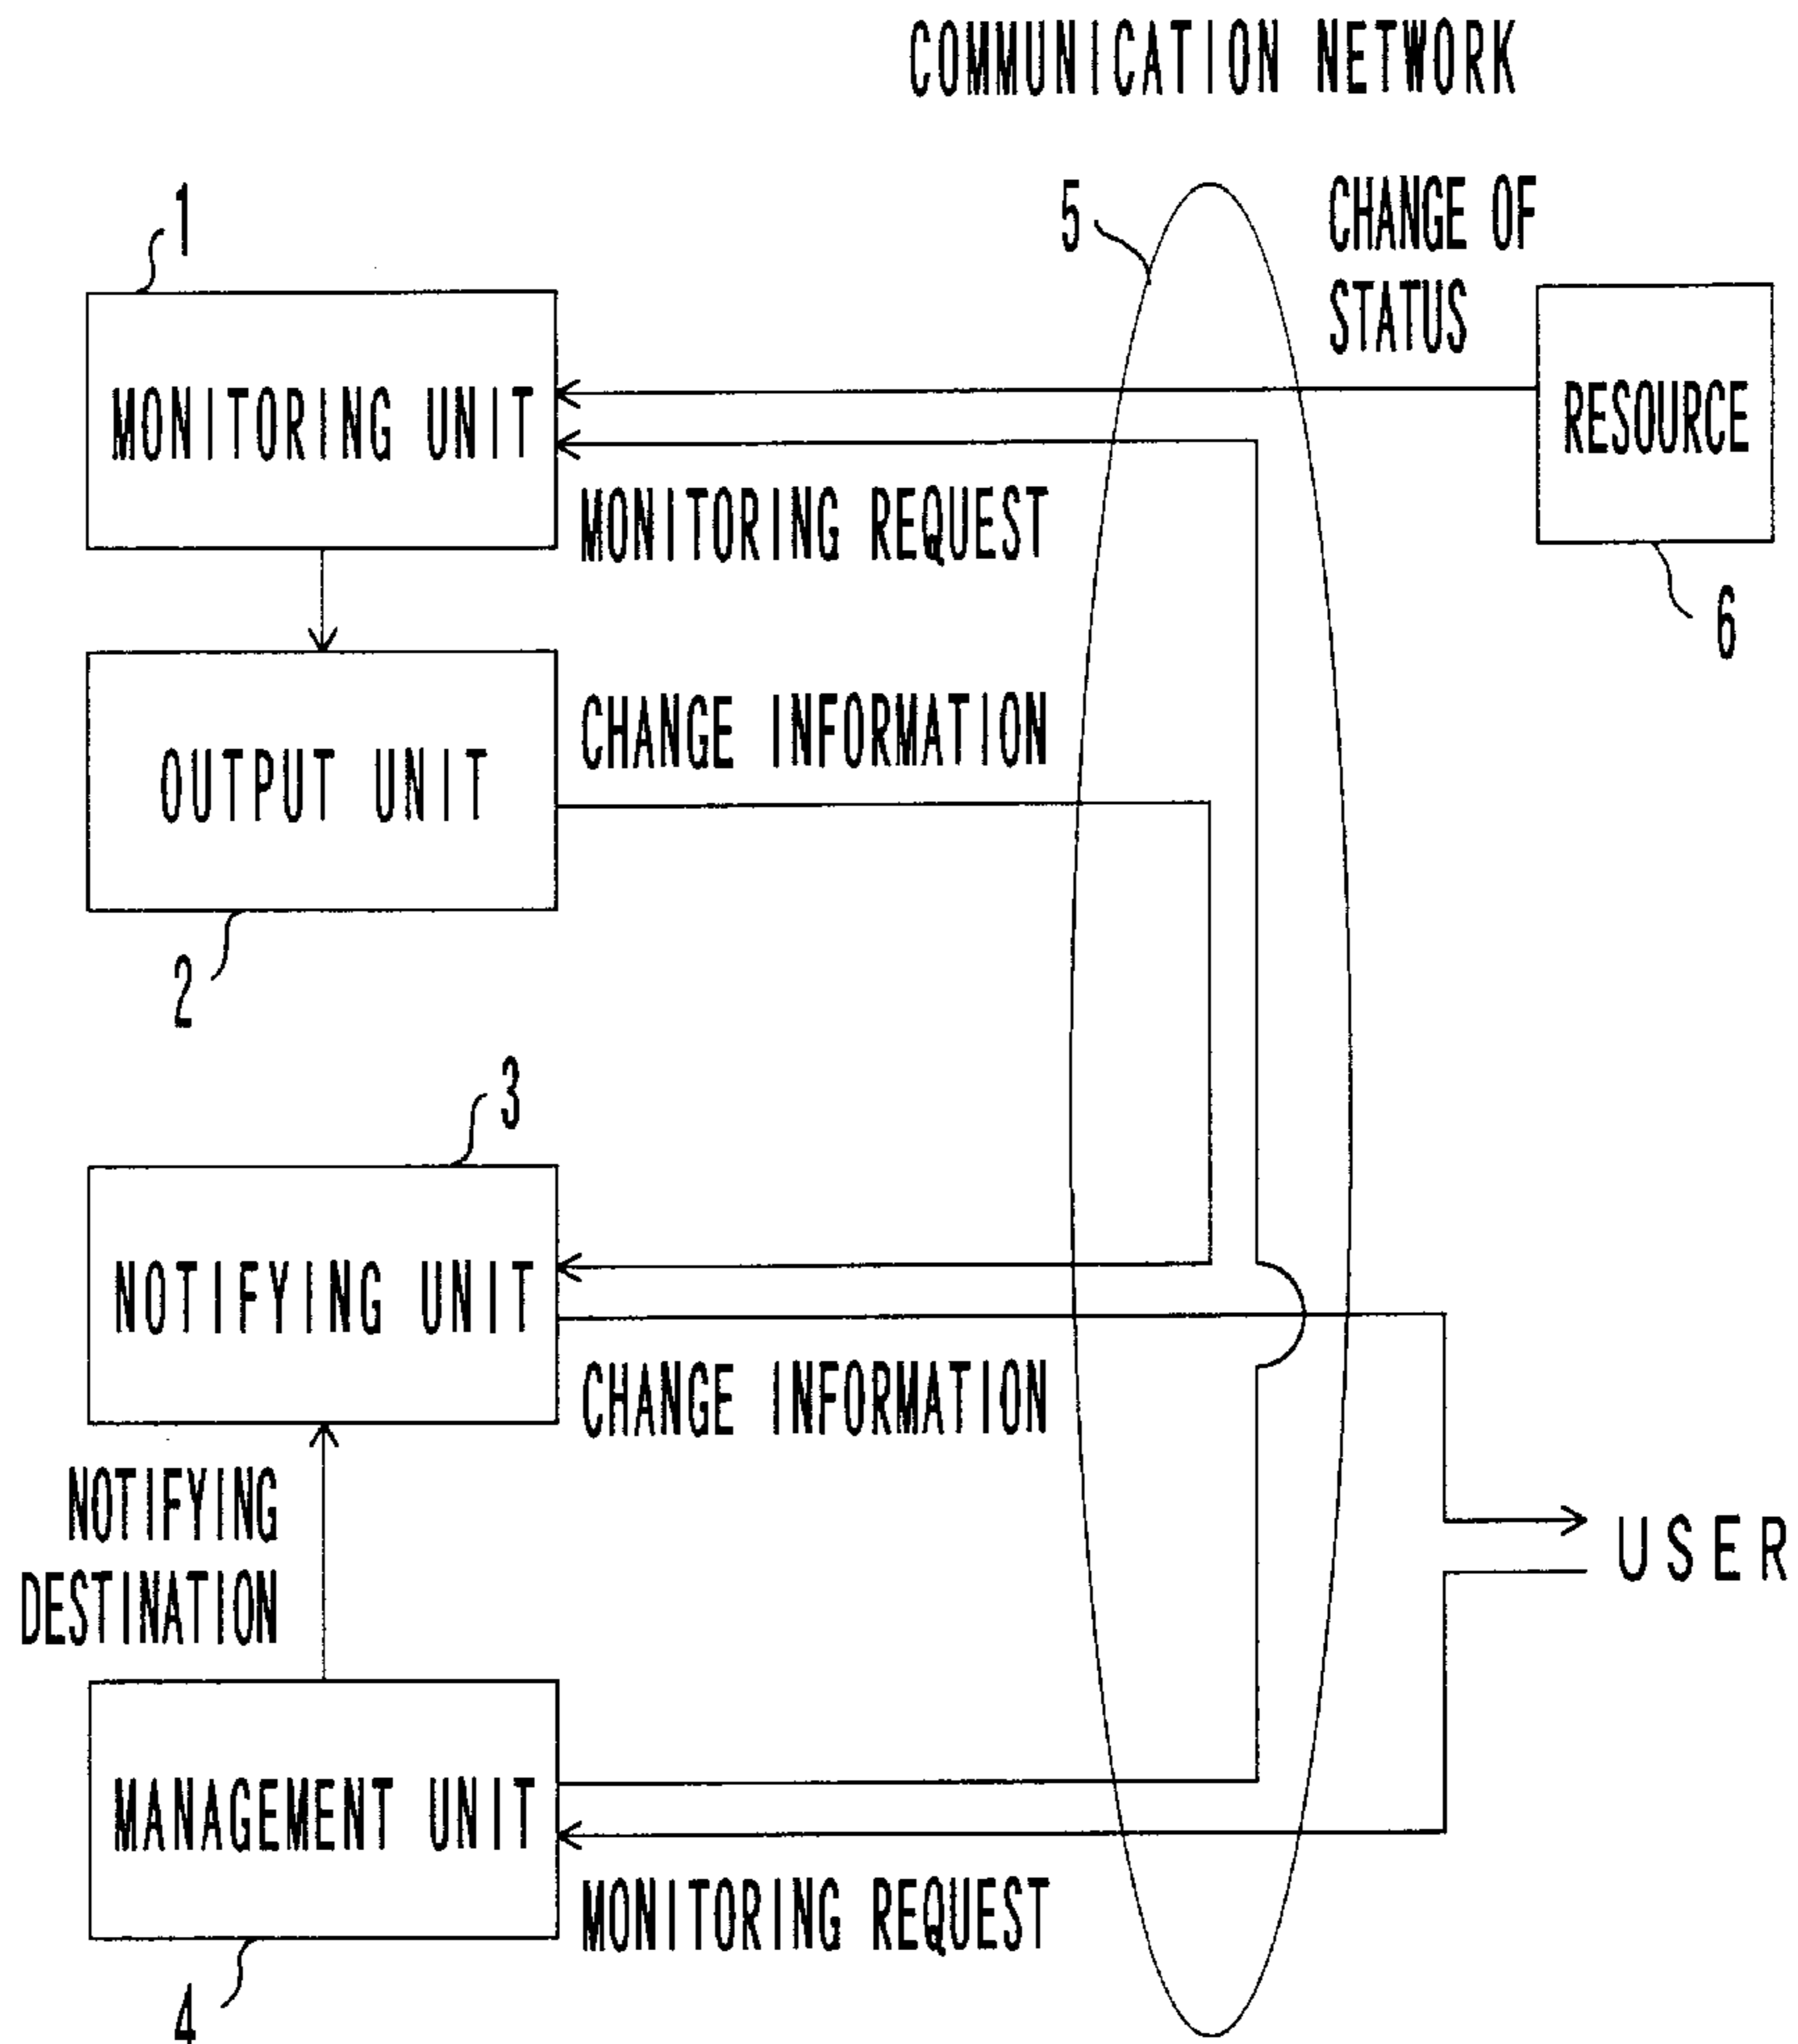 COMMUNICATION NETWORK
1
5
CHANGE OF
STATUS
MONITORING UNIT
RESOURCE
MONITORING REQUEST
6
CHANGE INFORMATION
OUTPUT UNIT
2
3
NOTIFYING UNIT
CHANGE INFORMATION
NOTIFYING
DESTINATION
USER
MANAGEMENT UNIT
MONITORING REQUEST
4